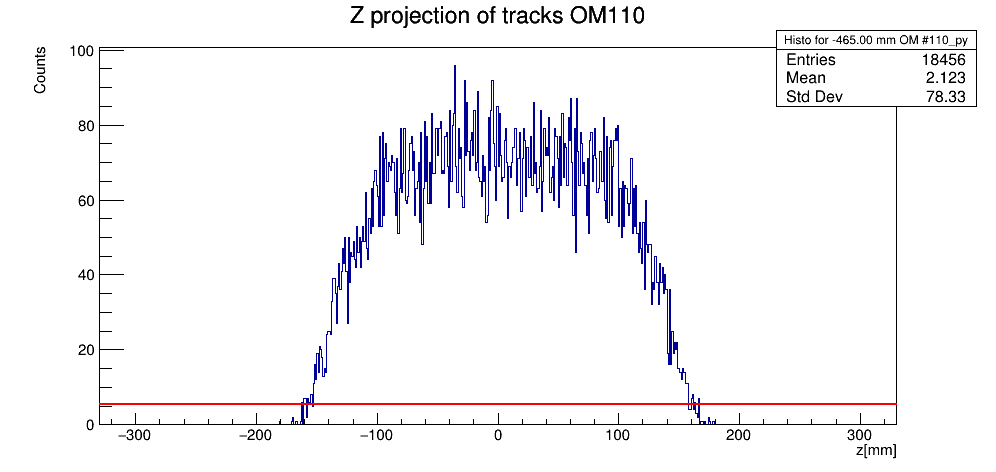 Z projection of tracks OM110
Histo for -465.00 mm OM #110_py
Entries 18456
Mean 2.123
Std Dev 78.33
Counts
100
80
60
40
20
0
−300 −200 −100 0 100 200 300
z[mm]